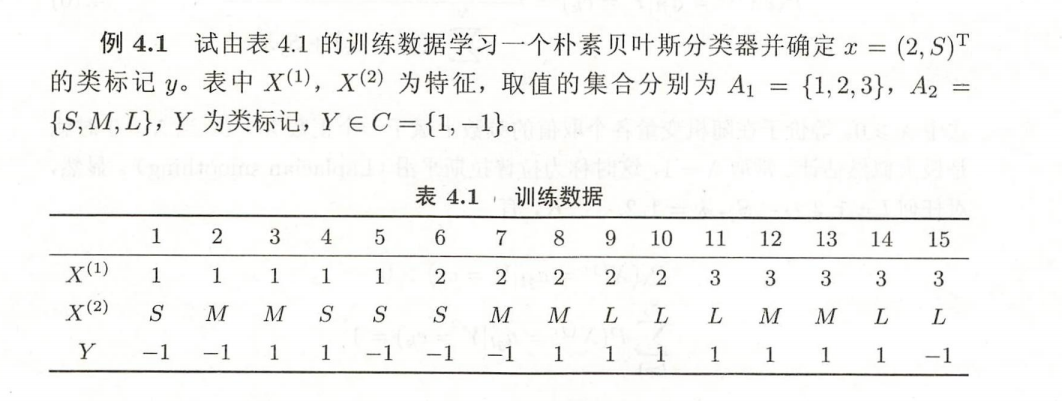 例 4.1 试由表 4.1 的训练数据学习一个朴素贝叶斯分类器并确定 x = (2, S)ᵀ
的类标记 y。表中 X⁽¹⁾，X⁽²⁾ 为特征，取值的集合分别为 A₁ = {1, 2, 3}，A₂ =
{S, M, L}，Y 为类标记，Y ∈ C = {1, −1}。
表 4.1 训练数据
1 2 3 4 5 6 7 8 9 10 11 12 13 14 15
X⁽¹⁾ 1 1 1 1 1 2 2 2 2 2 3 3 3 3 3
X⁽²⁾ S M M S S S M M L L L M M L L
Y −1 −1 1 1 −1 −1 −1 1 1 1 1 1 1 1 −1